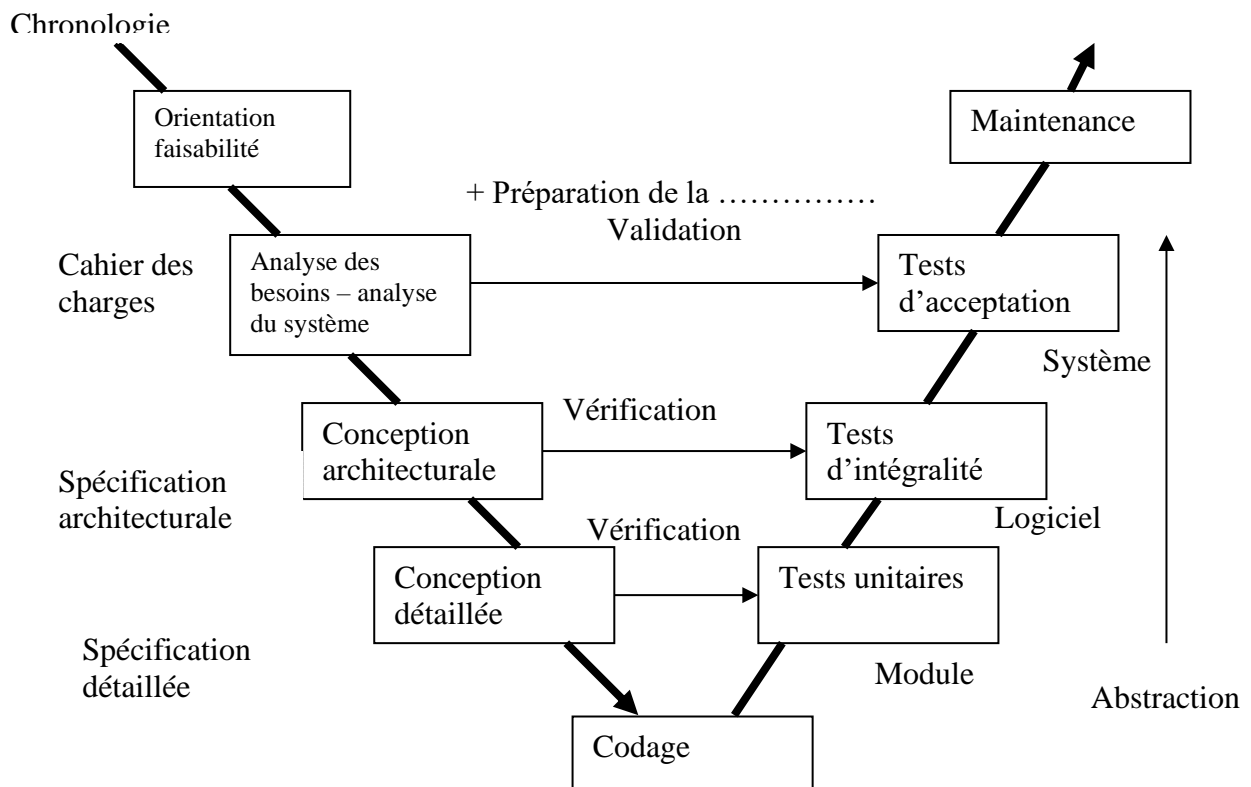 Chronologie
Orientation
faisabilité
Maintenance
+ Préparation de la ……………
Validation
Cahier des
charges
Analyse des
besoins – analyse
du système
Tests
d’acceptation
Système
Vérification
Conception
architecturale
Tests
d’intégralité
Spécification
architecturale
Logiciel
Vérification
Conception
détaillée
Tests unitaires
Spécification
détaillée
Module
Abstraction
Codage